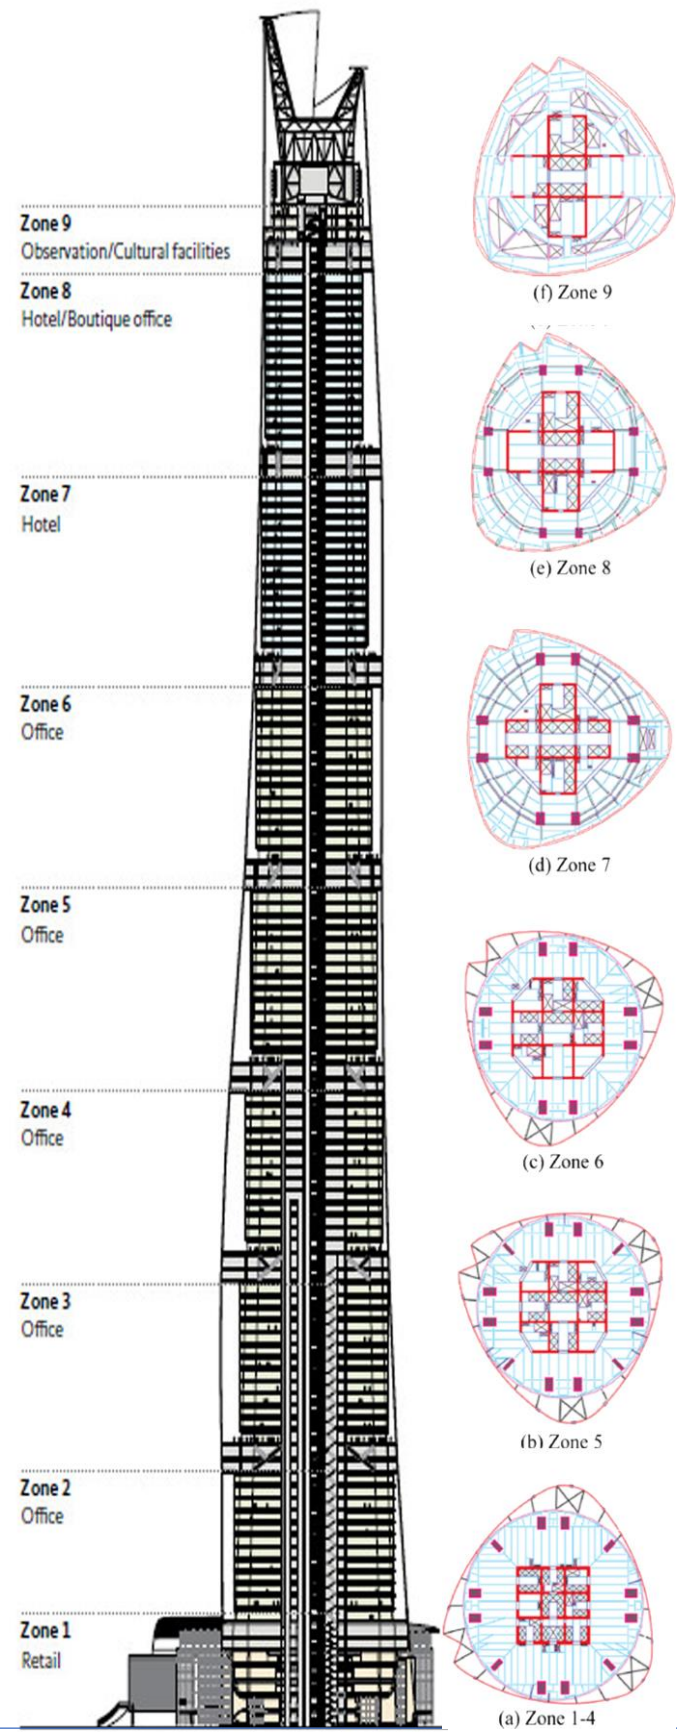 Zone 9
Observation/Cultural facilities
Zone 8
Hotel/Boutique office
Zone 7
Hotel
Zone 6
Office
Zone 5
Office
Zone 4
Office
Zone 3
Office
Zone 2
Office
Zone 1
Retail
(f) Zone 9
(e) Zone 8
(d) Zone 7
(c) Zone 6
(b) Zone 5
(a) Zone 1-4